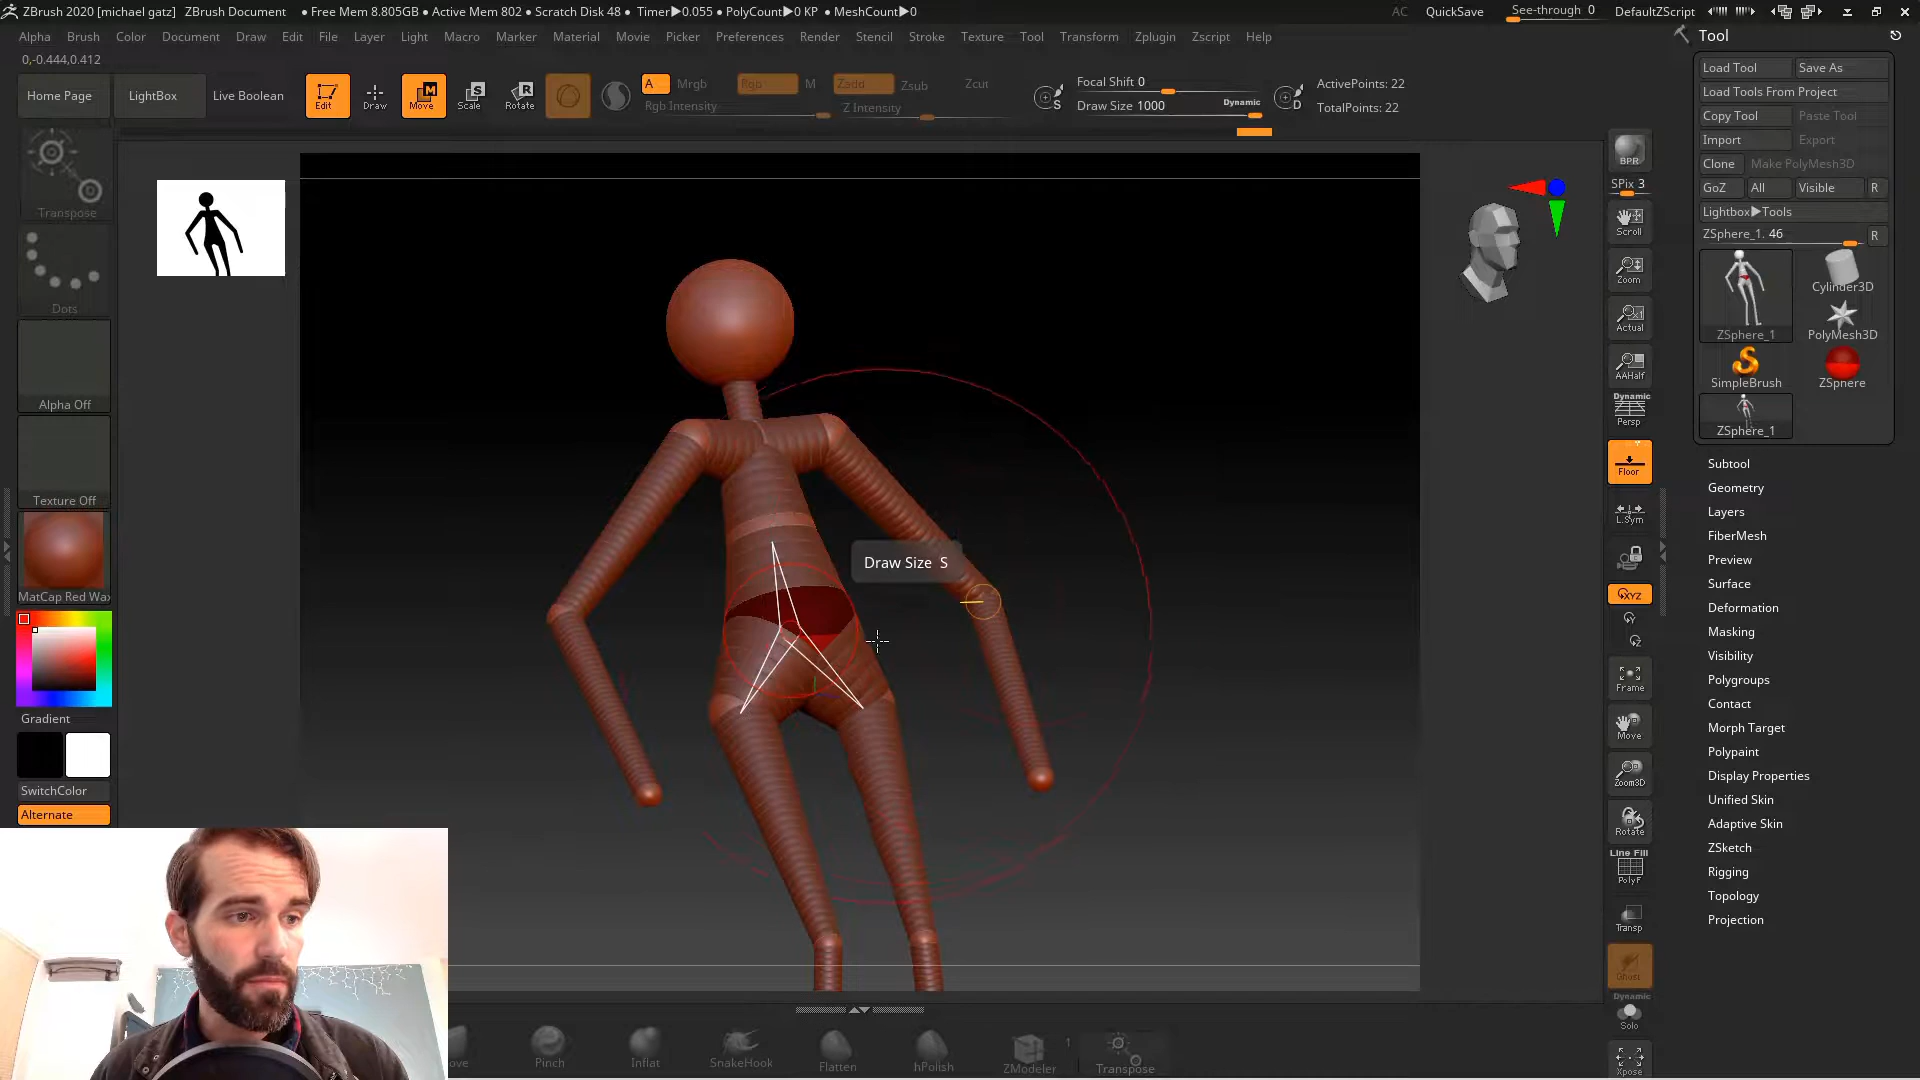 ZBrush 2020 [michael gatz] ZBrush Document ● Free Mem 8.805GB ● Active Mem 802 ● Scratch Disk 48 ● Timer▶0.055 ● PolyCount▶0 KP ● MeshCount▶0 AC QuickSave See-through 0 DefaultZScript
Alpha Brush Color Document Draw Edit File Layer Light Macro Marker Material Movie Picker Preferences Render Stencil Stroke Texture Tool Transform Zplugin Zscript Help
0,-0.444,0.412
Home Page LightBox Live Boolean
Edit Draw Move Scale Rotate
A Mrgb Rgb M Zadd Zsub Zcut
Rgb Intensity Z Intensity
S
Focal Shift 0
Draw Size 1000 Dynamic
D
ActivePoints: 22
TotalPoints: 22
Transpose
Dots
Alpha Off
Texture Off
MatCap Red Wax
Gradient
SwitchColor
Alternate
Draw Size S
BPR
SPix 3
Scroll
Zoom
Actual
AAHalf
Dynamic
Persp
Floor
L.Sym
XYZ
Y
Z
Frame
Move
Zoom3D
Rotate
Line Fill
PolyF
Transp
Ghost
Dynamic
Solo
Xpose
Tool
Load Tool Save As
Load Tools From Project
Copy Tool Paste Tool
Import Export
Clone Make PolyMesh3D
GoZ All Visible R
Lightbox▶Tools
ZSphere_1. 46 R
Cylinder3D
ZSphere_1 PolyMesh3D
SimpleBrush ZSphere
ZSphere_1
Subtool
Geometry
Layers
FiberMesh
Preview
Surface
Deformation
Masking
Visibility
Polygroups
Contact
Morph Target
Polypaint
Display Properties
Unified Skin
Adaptive Skin
ZSketch
Rigging
Topology
Projection
ove Pinch Inflat SnakeHook Flatten hPolish ZModeler 1 Transpose